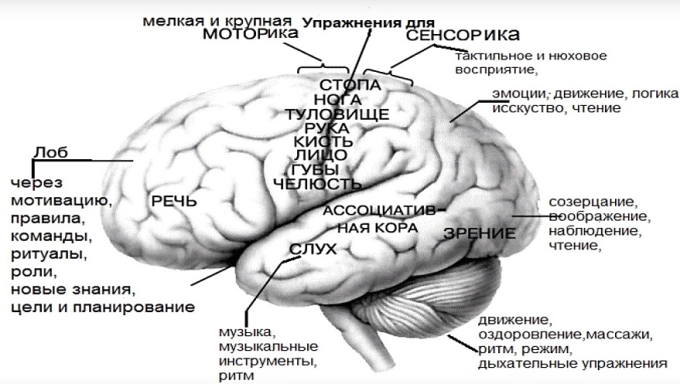 мелкая и крупная
МОТОРИКА
Упражнения для
СЕНСОРИКА
тактильное и нюховое
восприятие,
СТОПА
НОГА
ТУЛОВИЩЕ
РУКА
КИСТЬ
ЛИЦО
ГУБЫ
ЧЕЛЮСТЬ
эмоции, движение, логика
исскуство, чтение
Лоб
через
мотивацию,
правила,
команды,
ритуалы,
роли,
новые знания,
цели и планирование
РЕЧЬ
АССОЦИАТИВ-
НАЯ КОРА
СЛУХ
ЗРЕНИЕ
созерцание,
воображение,
наблюдение,
чтение,
музыка,
музыкальные
инструменты,
ритм
движение,
оздоровление,массажи,
ритм, режим,
дыхательные упражнения